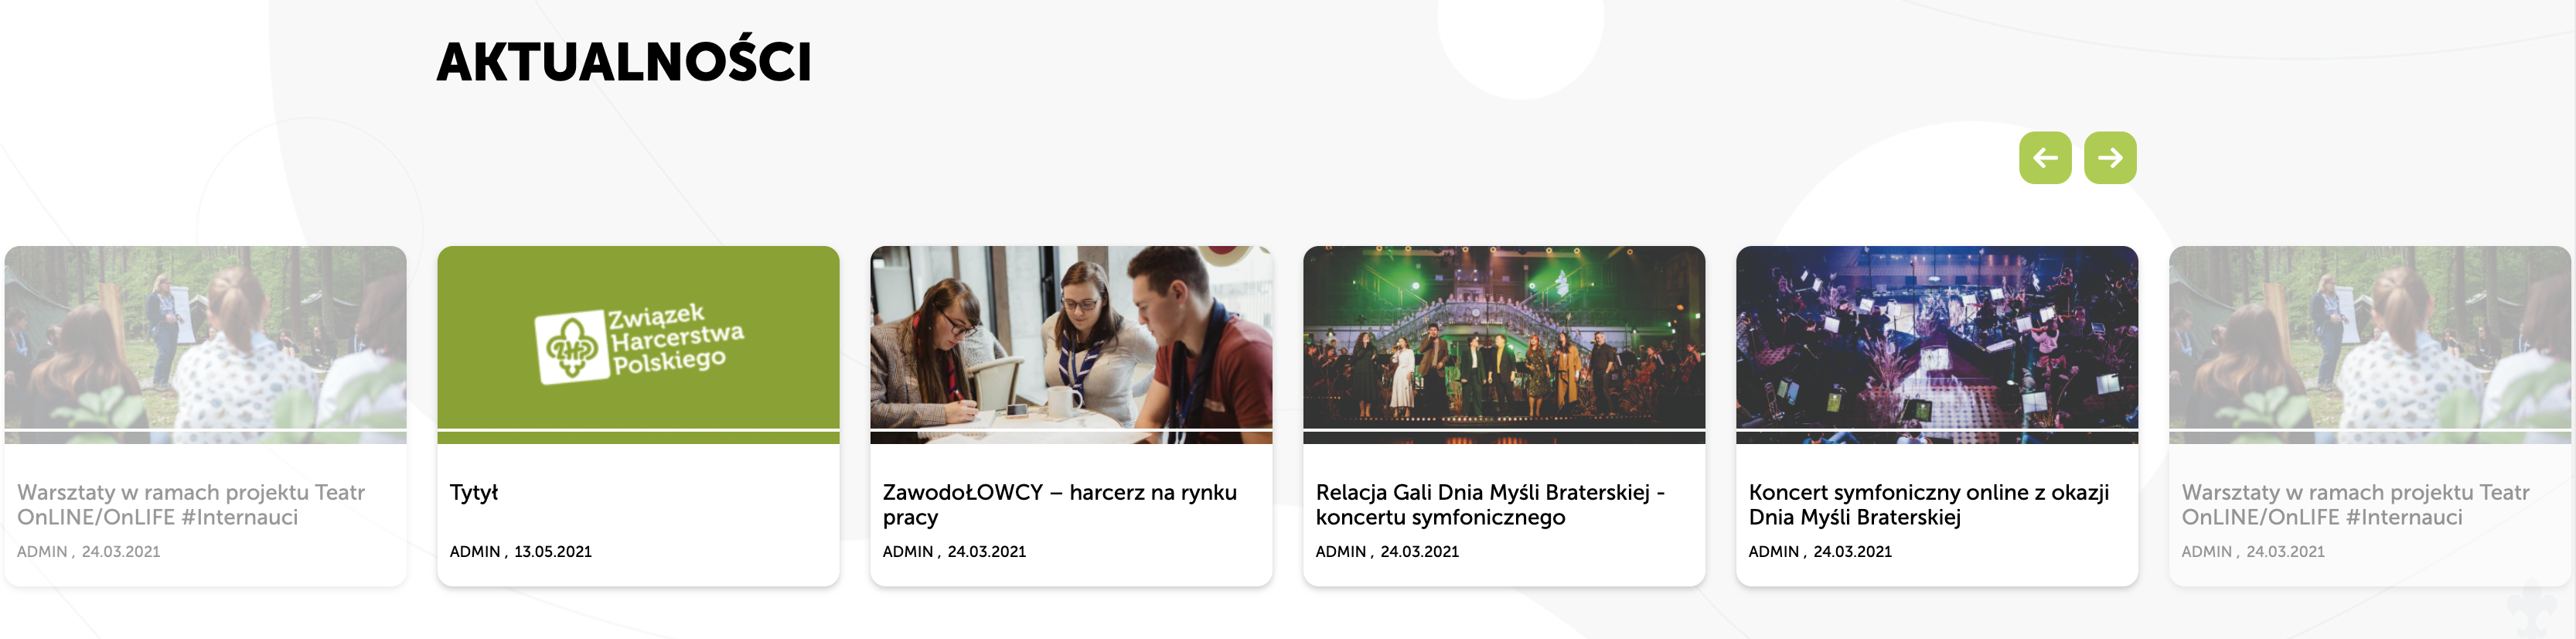 AKTUALNOŚCI
Warsztaty w ramach projektu Teatr
OnLINE/OnLIFE #Internauci
ADMIN , 24.03.2021
Związek
Harcerstwa
Polskiego
ZHP
Tytył
ADMIN , 13.05.2021
ZawodoŁOWCY – harcerz na rynku
pracy
ADMIN , 24.03.2021
Relacja Gali Dnia Myśli Braterskiej -
koncertu symfonicznego
ADMIN , 24.03.2021
Koncert symfoniczny online z okazji
Dnia Myśli Braterskiej
ADMIN , 24.03.2021
Warsztaty w ramach projektu Teatr
OnLINE/OnLIFE #Internauci
ADMIN , 24.03.2021